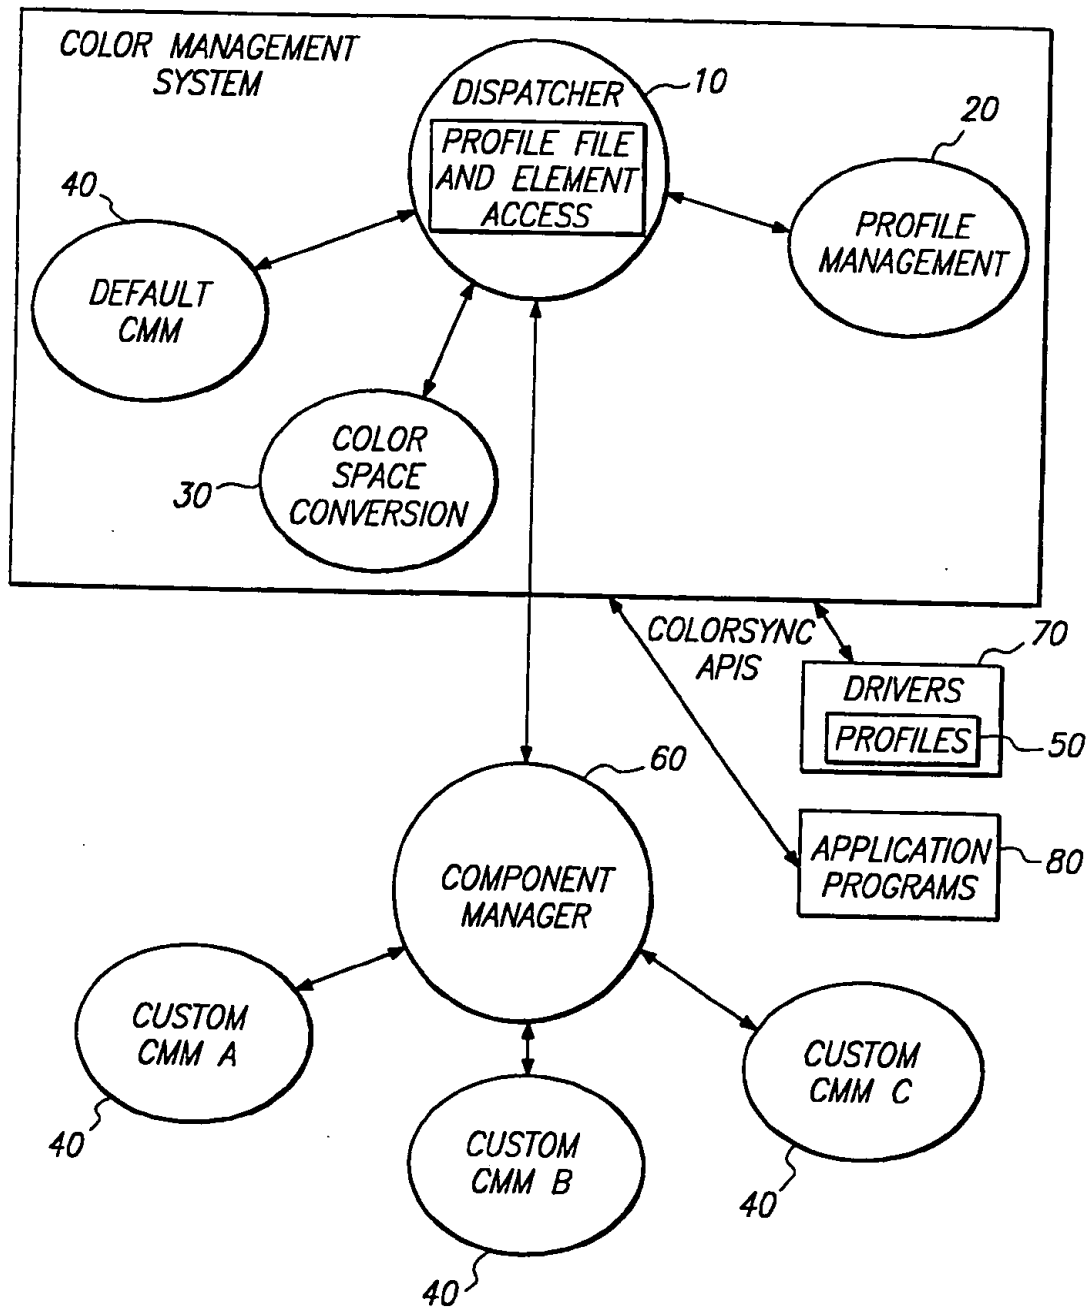 COLOR MANAGEMENT
SYSTEM
DISPATCHER
10
PROFILE FILE
AND ELEMENT
ACCESS
20
PROFILE
MANAGEMENT
40
DEFAULT
CMM
30
COLOR
SPACE
CONVERSION
COLORSYNC
APIS
70
DRIVERS
PROFILES
50
60
COMPONENT
MANAGER
APPLICATION
PROGRAMS
80
CUSTOM
CMM A
40
CUSTOM
CMM B
40
CUSTOM
CMM C
40